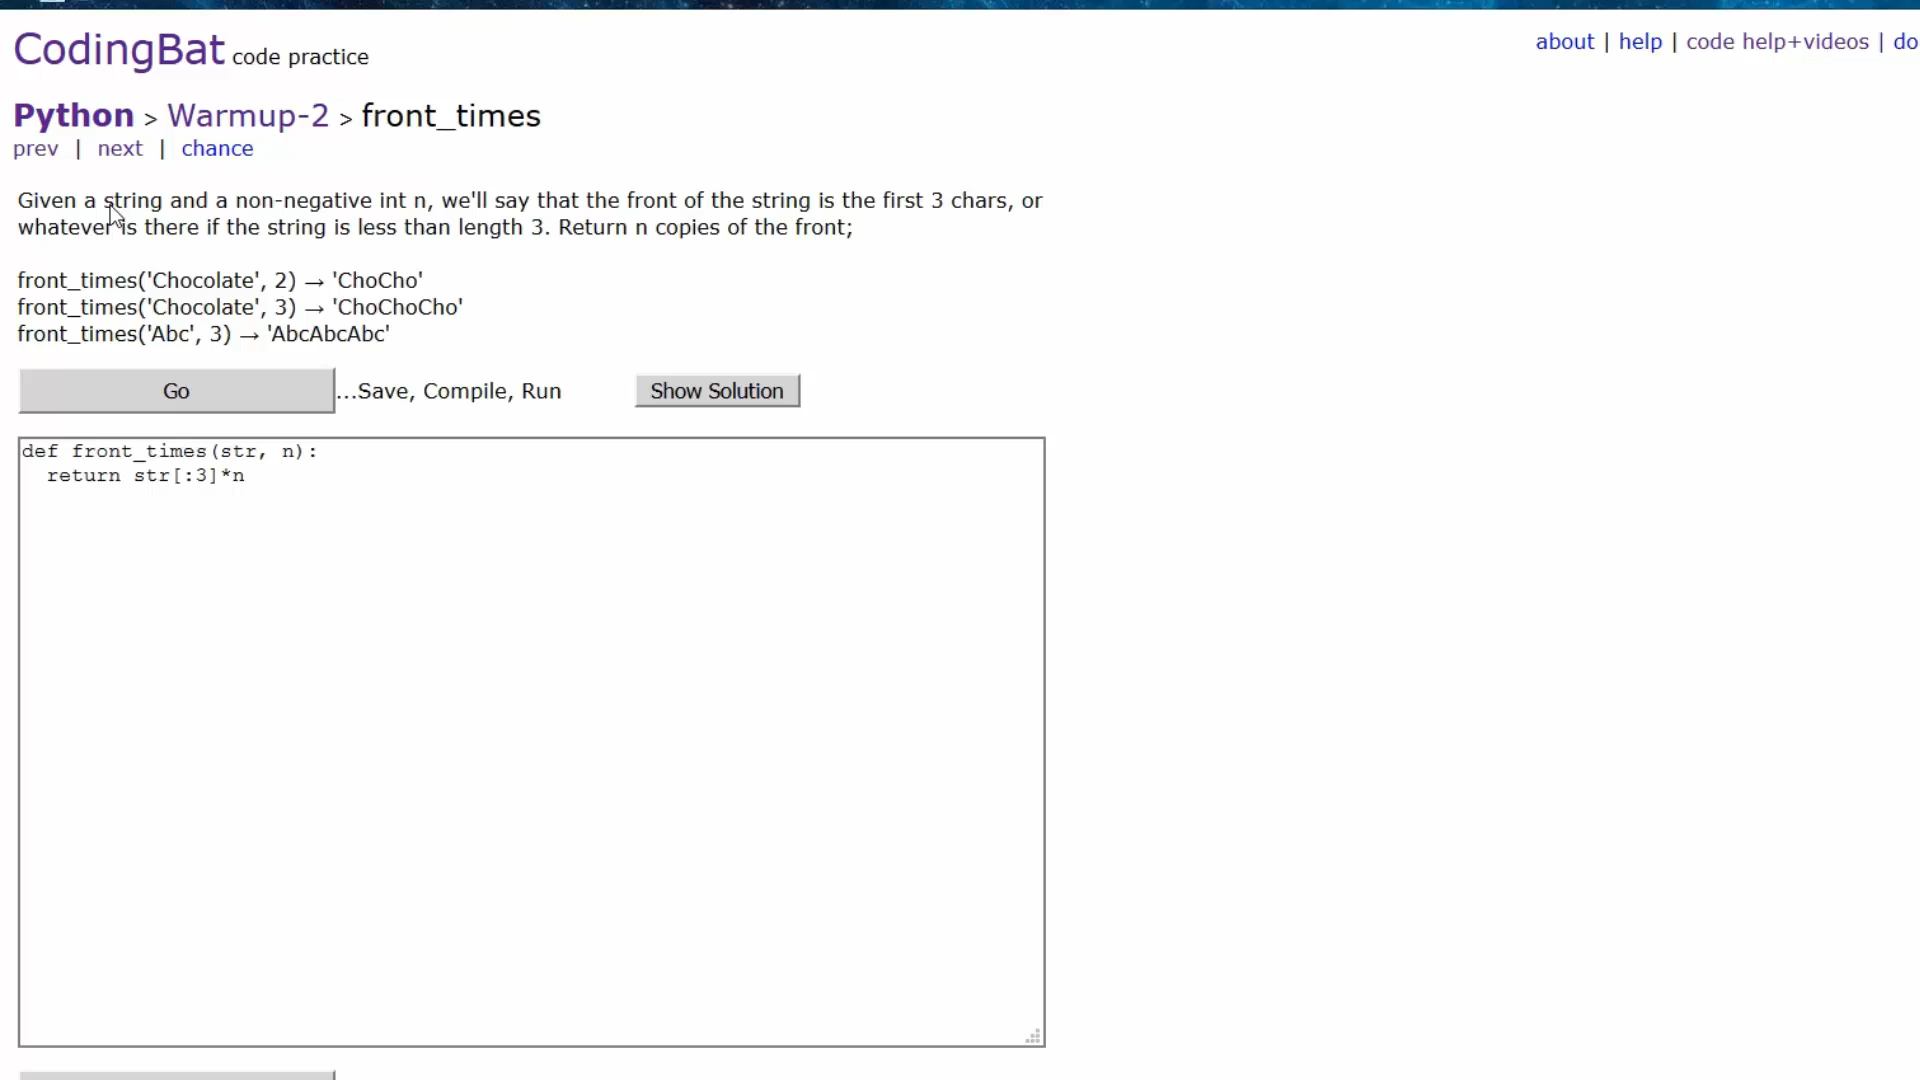 CodingBat code practice
about | help | code help+videos | do
Python > Warmup-2 > front_times
prev | next | chance
Given a string and a non-negative int n, we'll say that the front of the string is the first 3 chars, or
whatever is there if the string is less than length 3. Return n copies of the front;
front_times('Chocolate', 2) → 'ChoCho'
front_times('Chocolate', 3) → 'ChoChoCho'
front_times('Abc', 3) → 'AbcAbcAbc'
Go ...Save, Compile, Run Show Solution
def front_times(str, n):
  return str[:3]*n